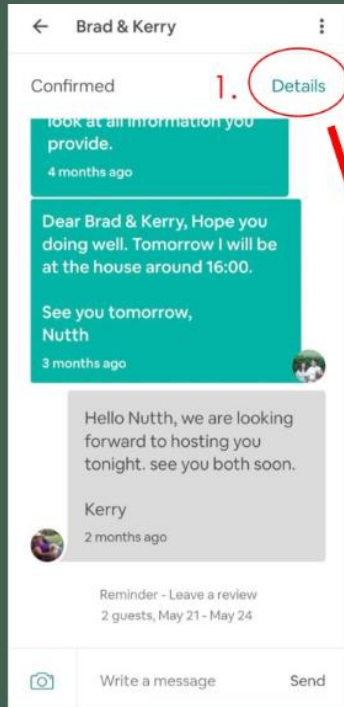 Brad & Kerry
Confirmed
1.
Details
look at all information you
provide.
4 months ago
Dear Brad & Kerry, Hope you
doing well. Tomorrow I will be
at the house around 16:00.
See you tomorrow,
Nutth
3 months ago
Hello Nutth, we are looking
forward to hosting you
tonight. see you both soon.
Kerry
2 months ago
Reminder - Leave a review
2 guests, May 21 - May 24
Write a message
Send